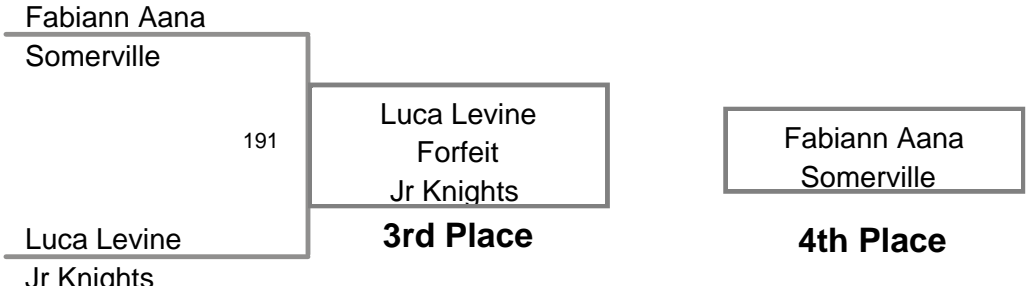 Fabiann Aana
Somerville
191
Luca Levine
Jr Knights
Luca Levine
Forfeit
Jr Knights
3rd Place
Fabiann Aana
Somerville
4th Place